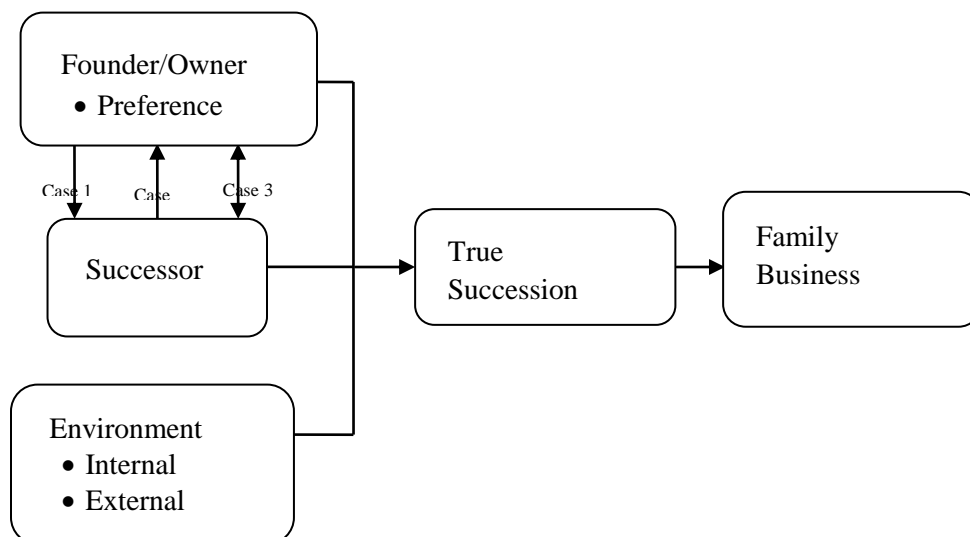 Founder/Owner
• Preference
Case 1
Case
Case 3
Successor
True
Succession
Family
Business
Environment
• Internal
• External